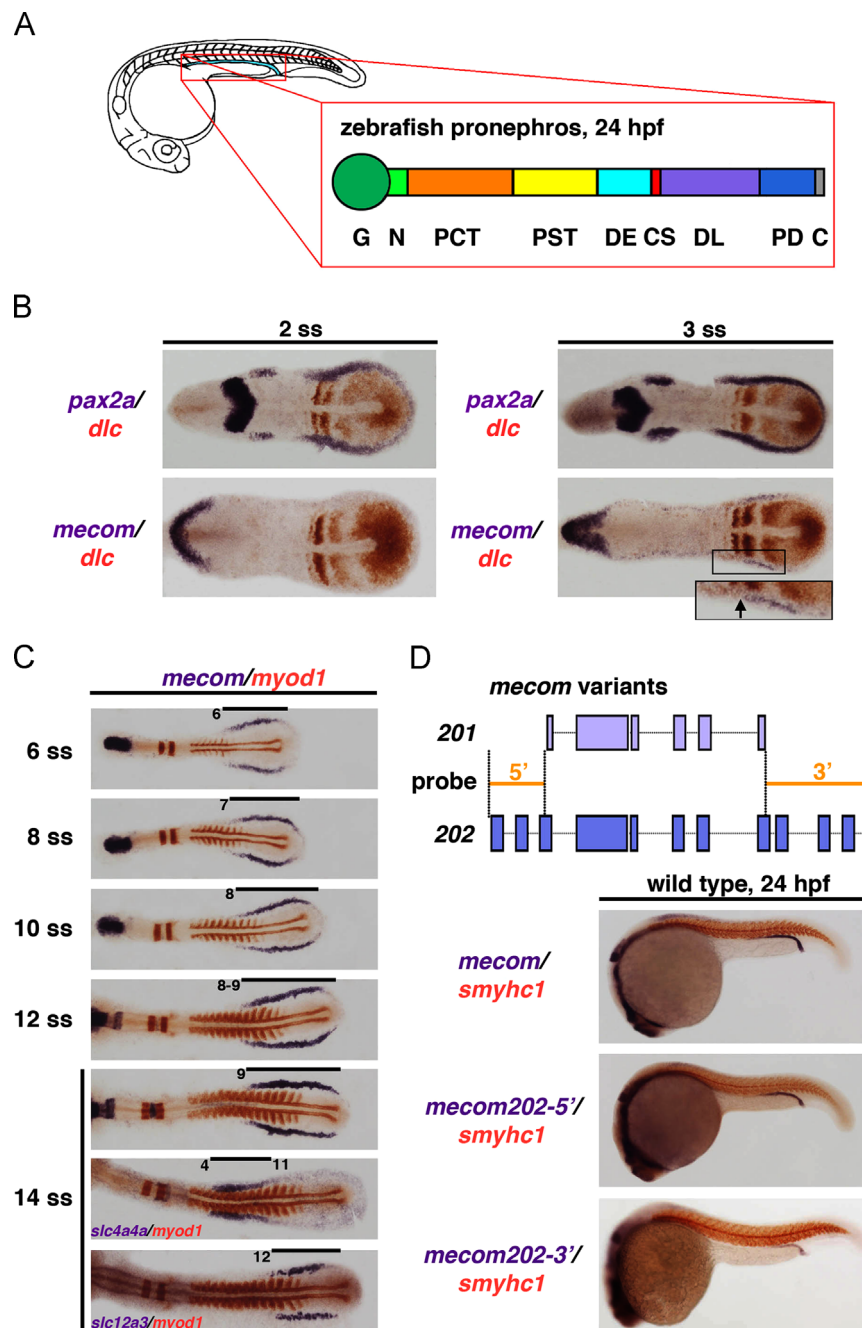 A
zebrafish pronephros, 24 hpf
G N PCT PST DE CS DL PD C
B
2 ss
3 ss
pax2a/
dlc
pax2a/
dlc
mecom/
dlc
mecom/
dlc
C
mecom/myod1
6 ss
6
8 ss
7
10 ss
8
12 ss
8-9
14 ss
9
4 11
slc4a4a/myod1
12
slc12a3/myod1
D
mecom variants
201
probe
5’
3’
202
wild type, 24 hpf
mecom/
smyhc1
mecom202-5’/
smyhc1
mecom202-3’/
smyhc1